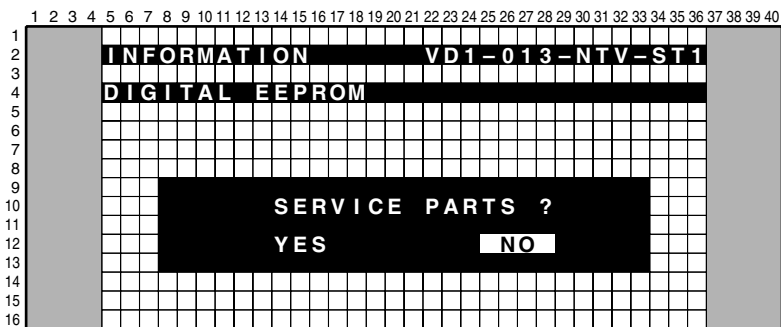 1 2 3 4 5 6 7 8 9 10 11 12 13 14 15 16 17 18 19 20 21 22 23 24 25 26 27 28 29 30 31 32 33 34 35 36 37 38 39 40
1
2 INFORMATION VD1-013-NTV-ST1
3
4 DIGITAL EEPROM
5
6
7
8
9
10 SERVICE PARTS ?
11
12 YES NO
13
14
15
16